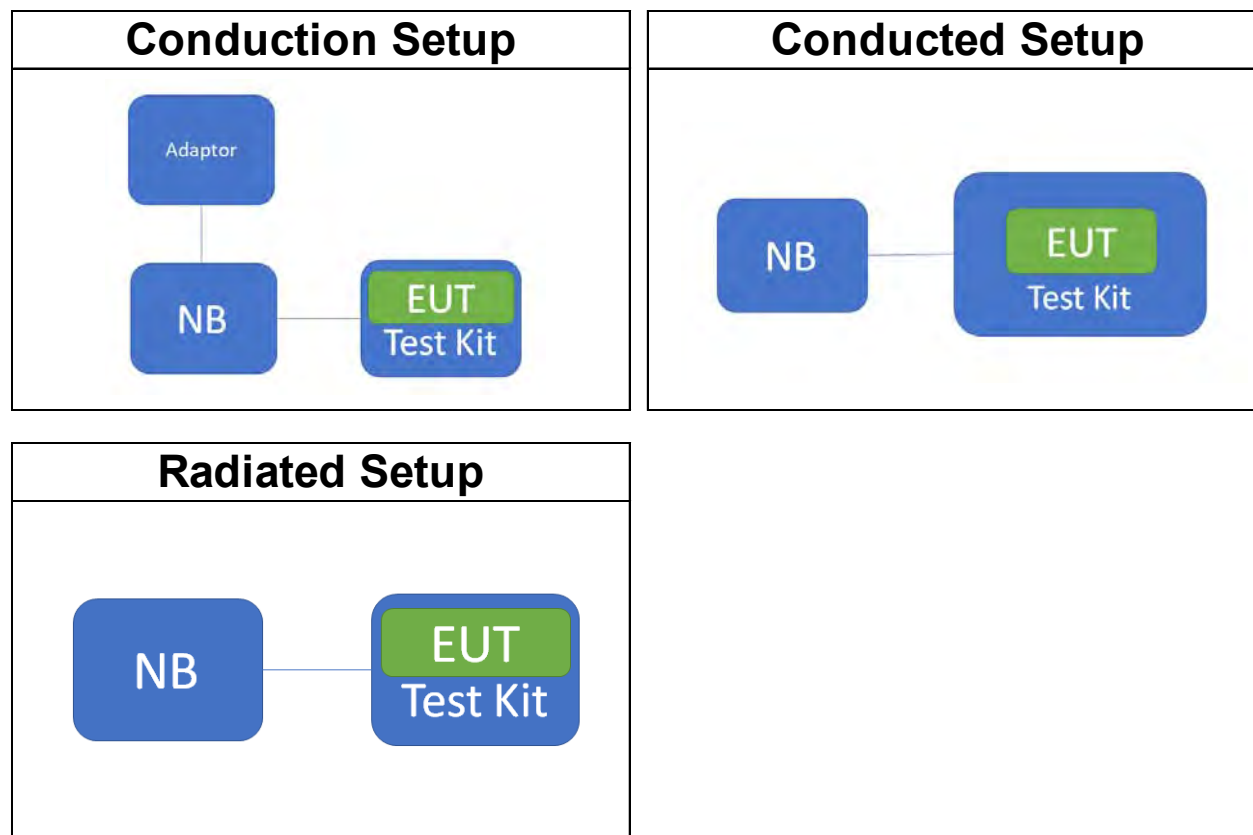 Conduction Setup
Adaptor
NB
EUT
Test Kit
Conducted Setup
NB
EUT
Test Kit
Radiated Setup
NB
EUT
Test Kit